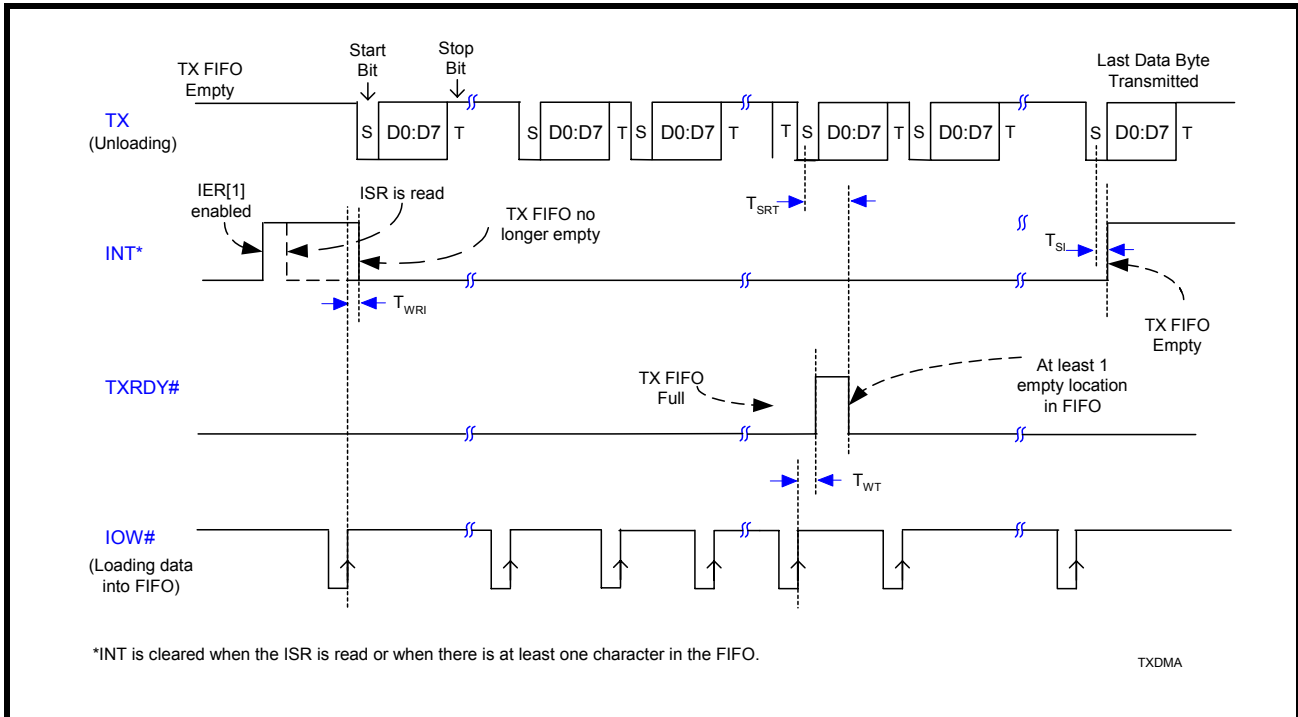 TX FIFO
Empty
Start
Bit
Stop
Bit
Last Data Byte
Transmitted
TX
(Unloading)
S D0:D7 T
S D0:D7 T S D0:D7 T
T S D0:D7 T S D0:D7 T
S D0:D7 T
IER[1]
enabled
ISR is read
TX FIFO no
longer empty
INT*
TWRI
TSRT
TSI
TX FIFO
Empty
TXRDY#
TX FIFO
Full
At least 1
empty location
in FIFO
TWT
IOW#
(Loading data
into FIFO)
*INT is cleared when the ISR is read or when there is at least one character in the FIFO.
TXDMA